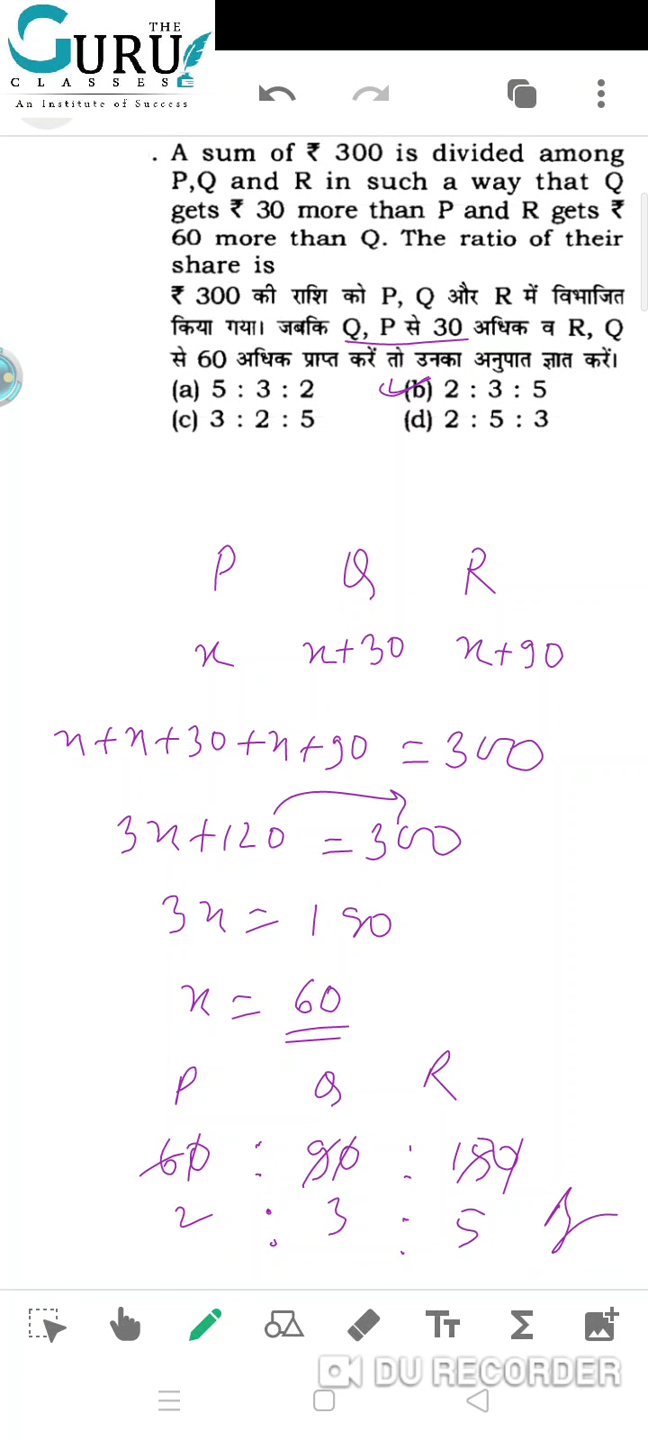 THE
GURU
CLASSES
An Institute of Success
. A sum of ₹ 300 is divided among
P,Q and R in such a way that Q
gets ₹ 30 more than P and R gets ₹
60 more than Q. The ratio of their
share is
₹ 300 की राशि को P, Q और R में विभाजित
किया गया। जबकि Q, P से 30 अधिक व R, Q
से 60 अधिक प्राप्त करें तो उनका अनुपात ज्ञात करें।
(a) 5 : 3 : 2 (b) 2 : 3 : 5
(c) 3 : 2 : 5 (d) 2 : 5 : 3
P Q R
x x+30 x+90
x+x+30+x+90 = 300
3x+120 = 300
3x = 180
x = 60
P Q R
60 : 90 : 150
2 : 3 : 5
Tт Σ
DU RECORDER